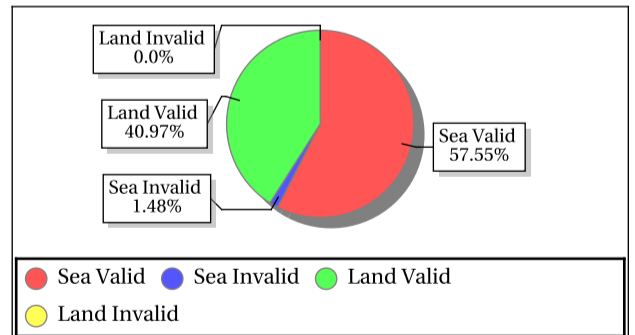 Land Invalid
0.0%
Land Valid
40.97%
Sea Valid
57.55%
Sea Invalid
1.48%
Sea Valid Sea Invalid Land Valid
Land Invalid